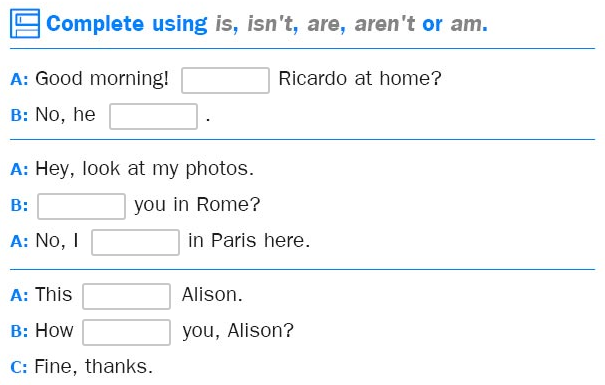 Complete using is, isn't, are, aren't or am.
A: Good morning! Ricardo at home?
B: No, he .
A: Hey, look at my photos.
B: you in Rome?
A: No, I in Paris here.
A: This Alison.
B: How you, Alison?
C: Fine, thanks.